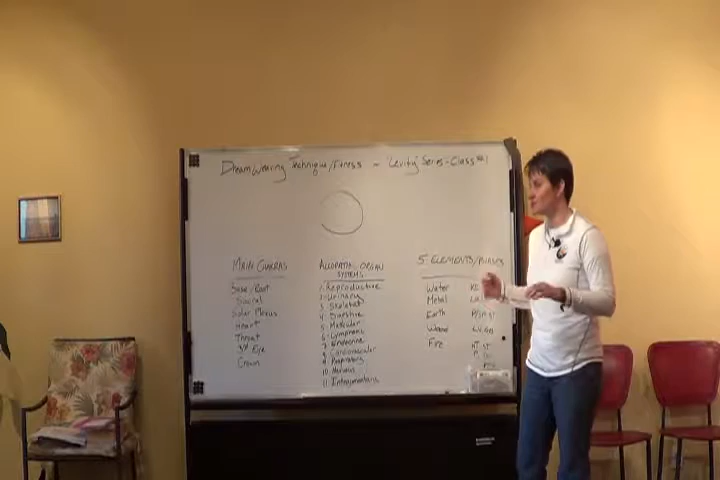 DreamWeaving Technique/Fitness - "Levity" Series - Class #1
MAIN CHAKRAS
Base/Root
Sacral
Solar Plexus
Heart
Throat
3rd Eye
Crown
ALLOPATHIC ORGAN
SYSTEMS
1. Reproductive
2. Urinary
3. Skeletal
4. Digestive
5. Muscular
6. Lymphatic
7. Endocrine
8. Cardiovascular
9. Respiratory
10. Nervous
11. Integumentary
5 ELEMENTS/PHASES
Water
Metal
Earth
Wood
Fire